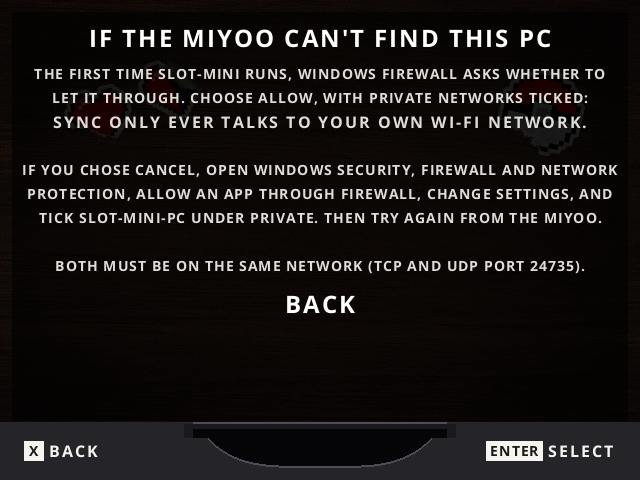 IF THE MIYOO CAN'T FIND THIS PC
THE FIRST TIME SLOT-MINI RUNS, WINDOWS FIREWALL ASKS WHETHER TO
LET IT THROUGH. CHOOSE ALLOW, WITH PRIVATE NETWORKS TICKED:
SYNC ONLY EVER TALKS TO YOUR OWN WI-FI NETWORK.
IF YOU CHOSE CANCEL, OPEN WINDOWS SECURITY, FIREWALL AND NETWORK
PROTECTION, ALLOW AN APP THROUGH FIREWALL, CHANGE SETTINGS, AND
TICK SLOT-MINI-PC UNDER PRIVATE. THEN TRY AGAIN FROM THE MIYOO.
BOTH MUST BE ON THE SAME NETWORK (TCP AND UDP PORT 24735).
BACK
X BACK
ENTER SELECT